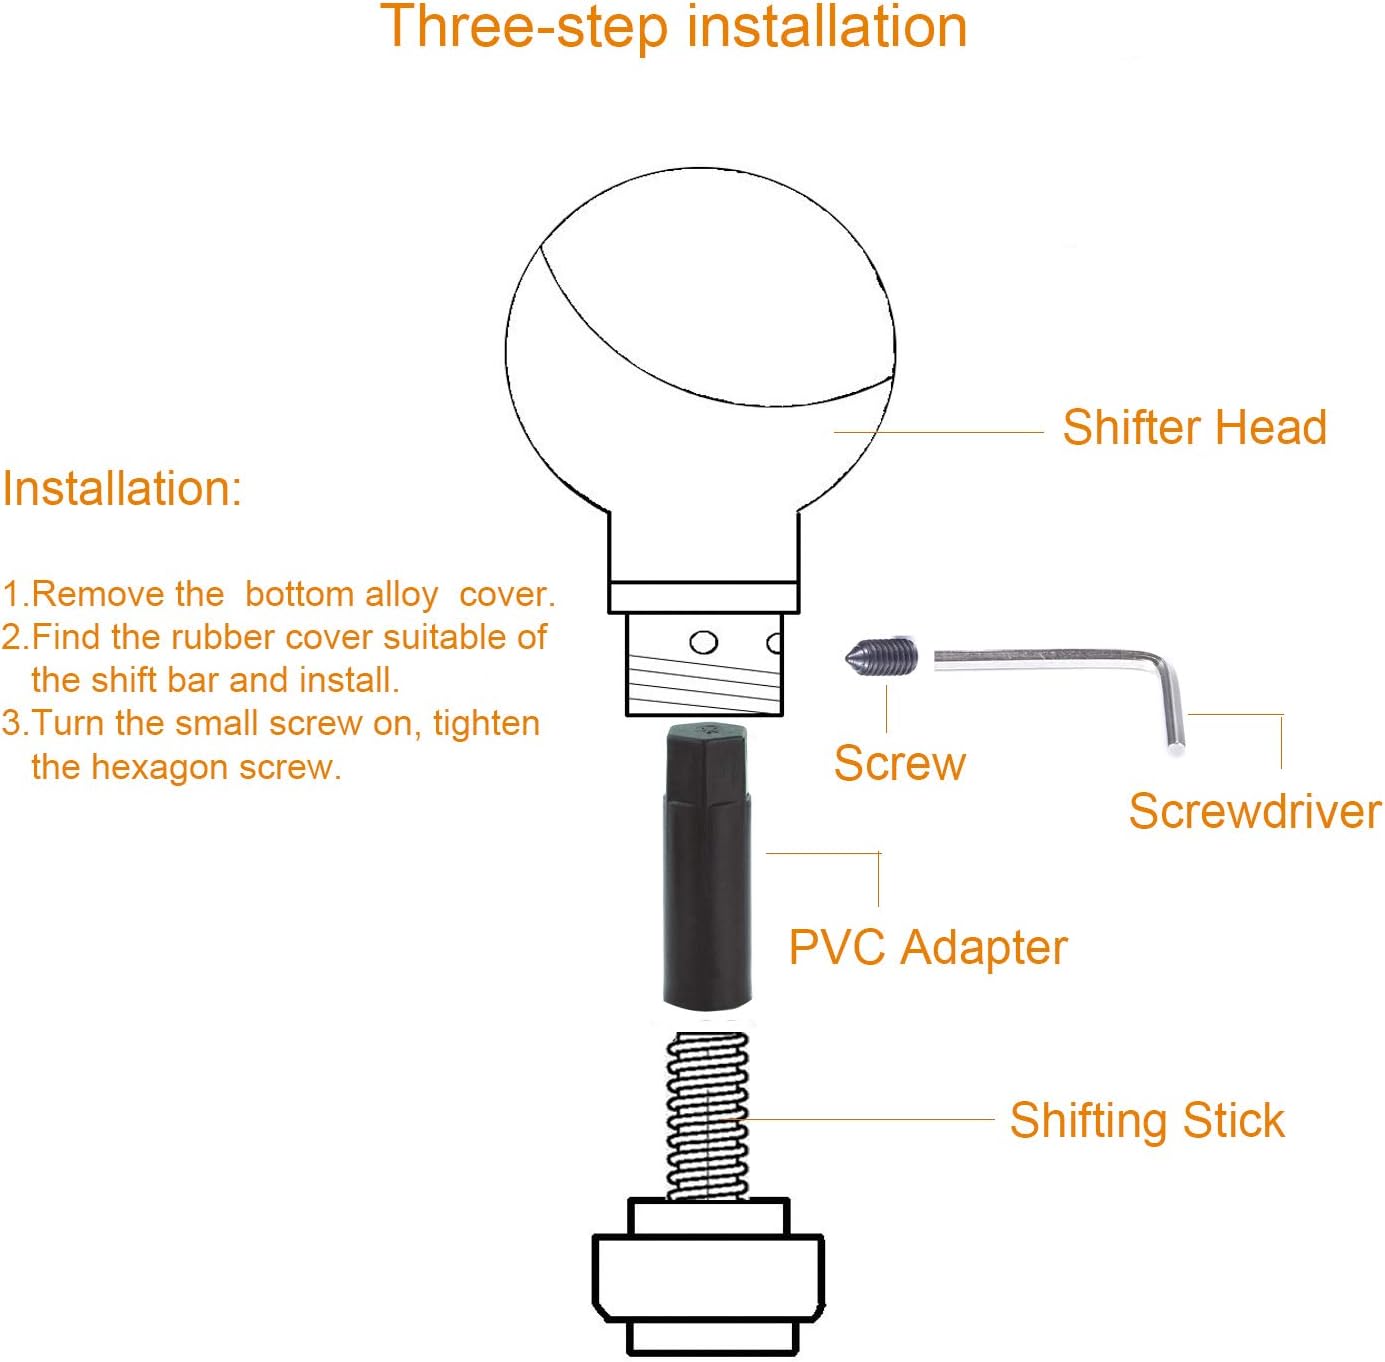 Three-step installation
Shifter Head
Installation:
1.Remove the bottom alloy cover.
2.Find the rubber cover suitable of
the shift bar and install.
3.Turn the small screw on, tighten
the hexagon screw.
Screw
Screwdriver
PVC Adapter
Shifting Stick